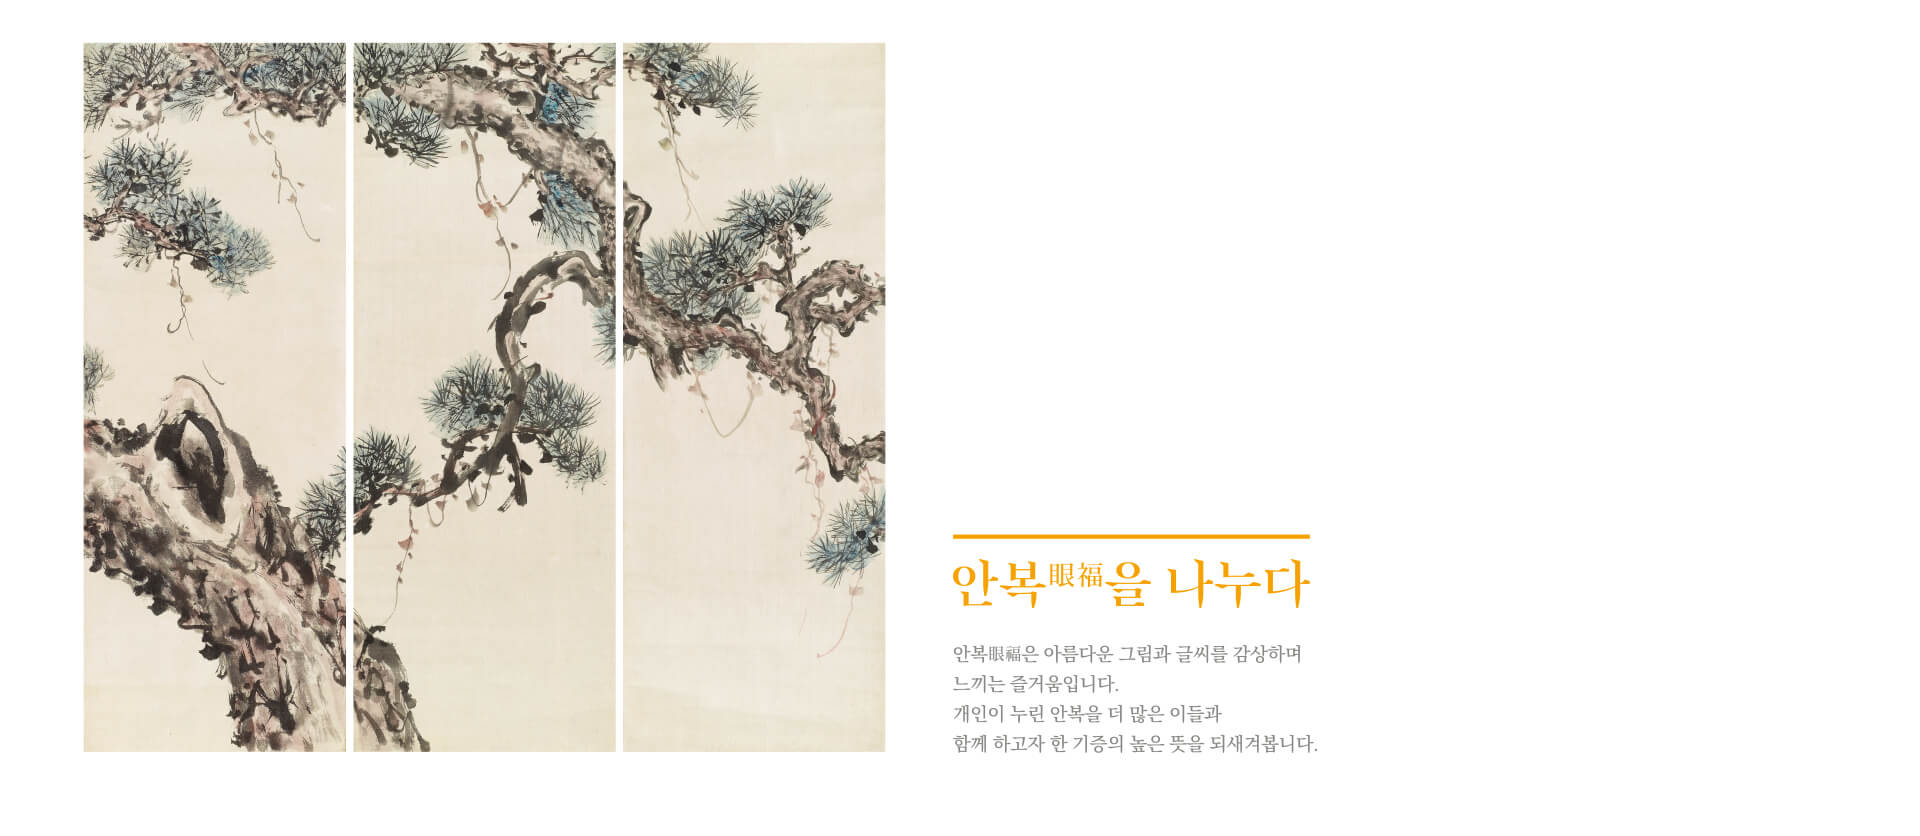 안복眼福을 나누다
안복眼福은 아름다운 그림과 글씨를 감상하며
느끼는 즐거움입니다.
개인이 누린 안복을 더 많은 이들과
함께 하고자 한 기증의 높은 뜻을 되새겨봅니다.